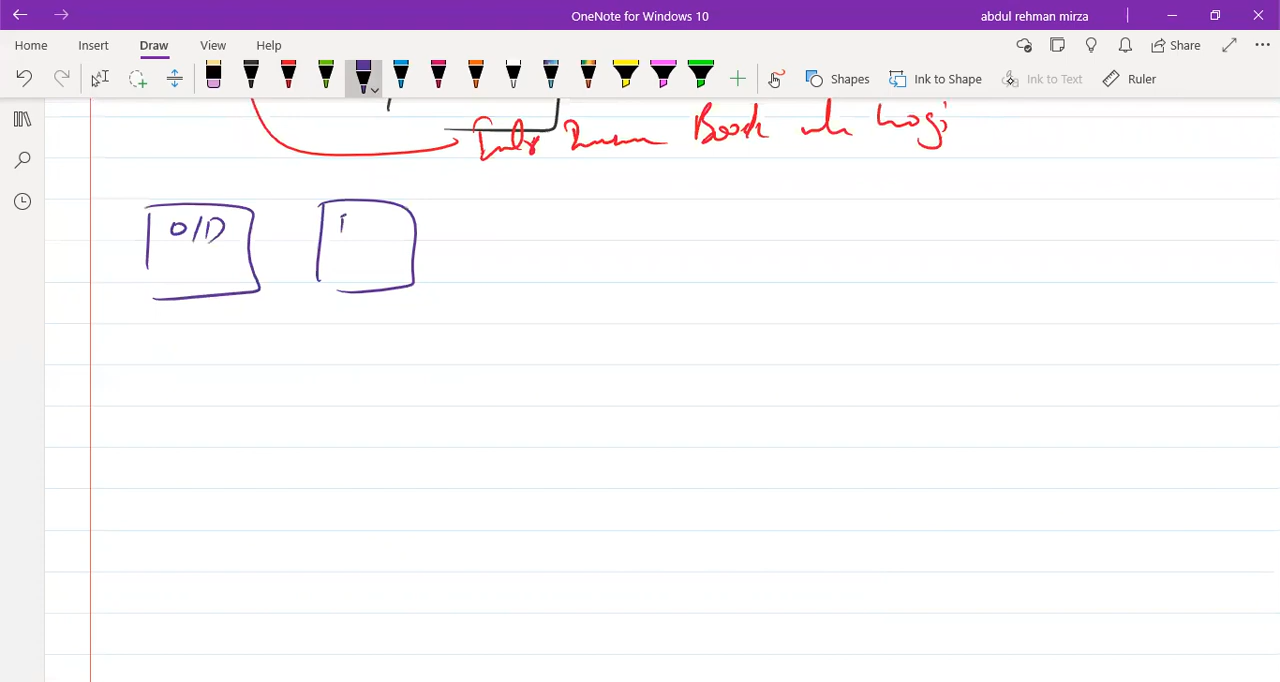 OneNote for Windows 10
abdul rehman mirza
Home Insert Draw View Help
Share
Shapes
Ink to Shape
Ink to Text
Ruler
Book
O/D